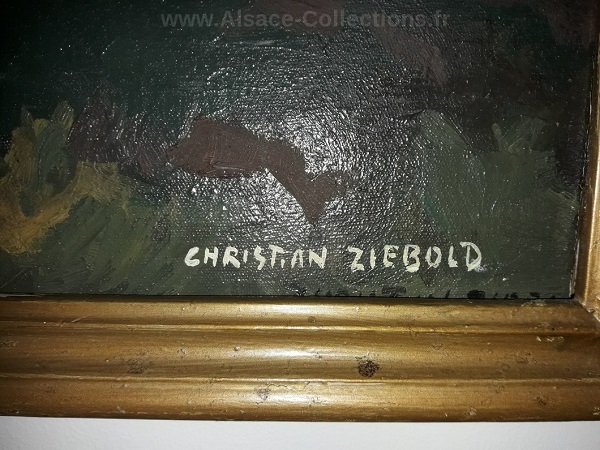 www.Alsace-Collections.fr
CHRISTIAN ZIEBOLD